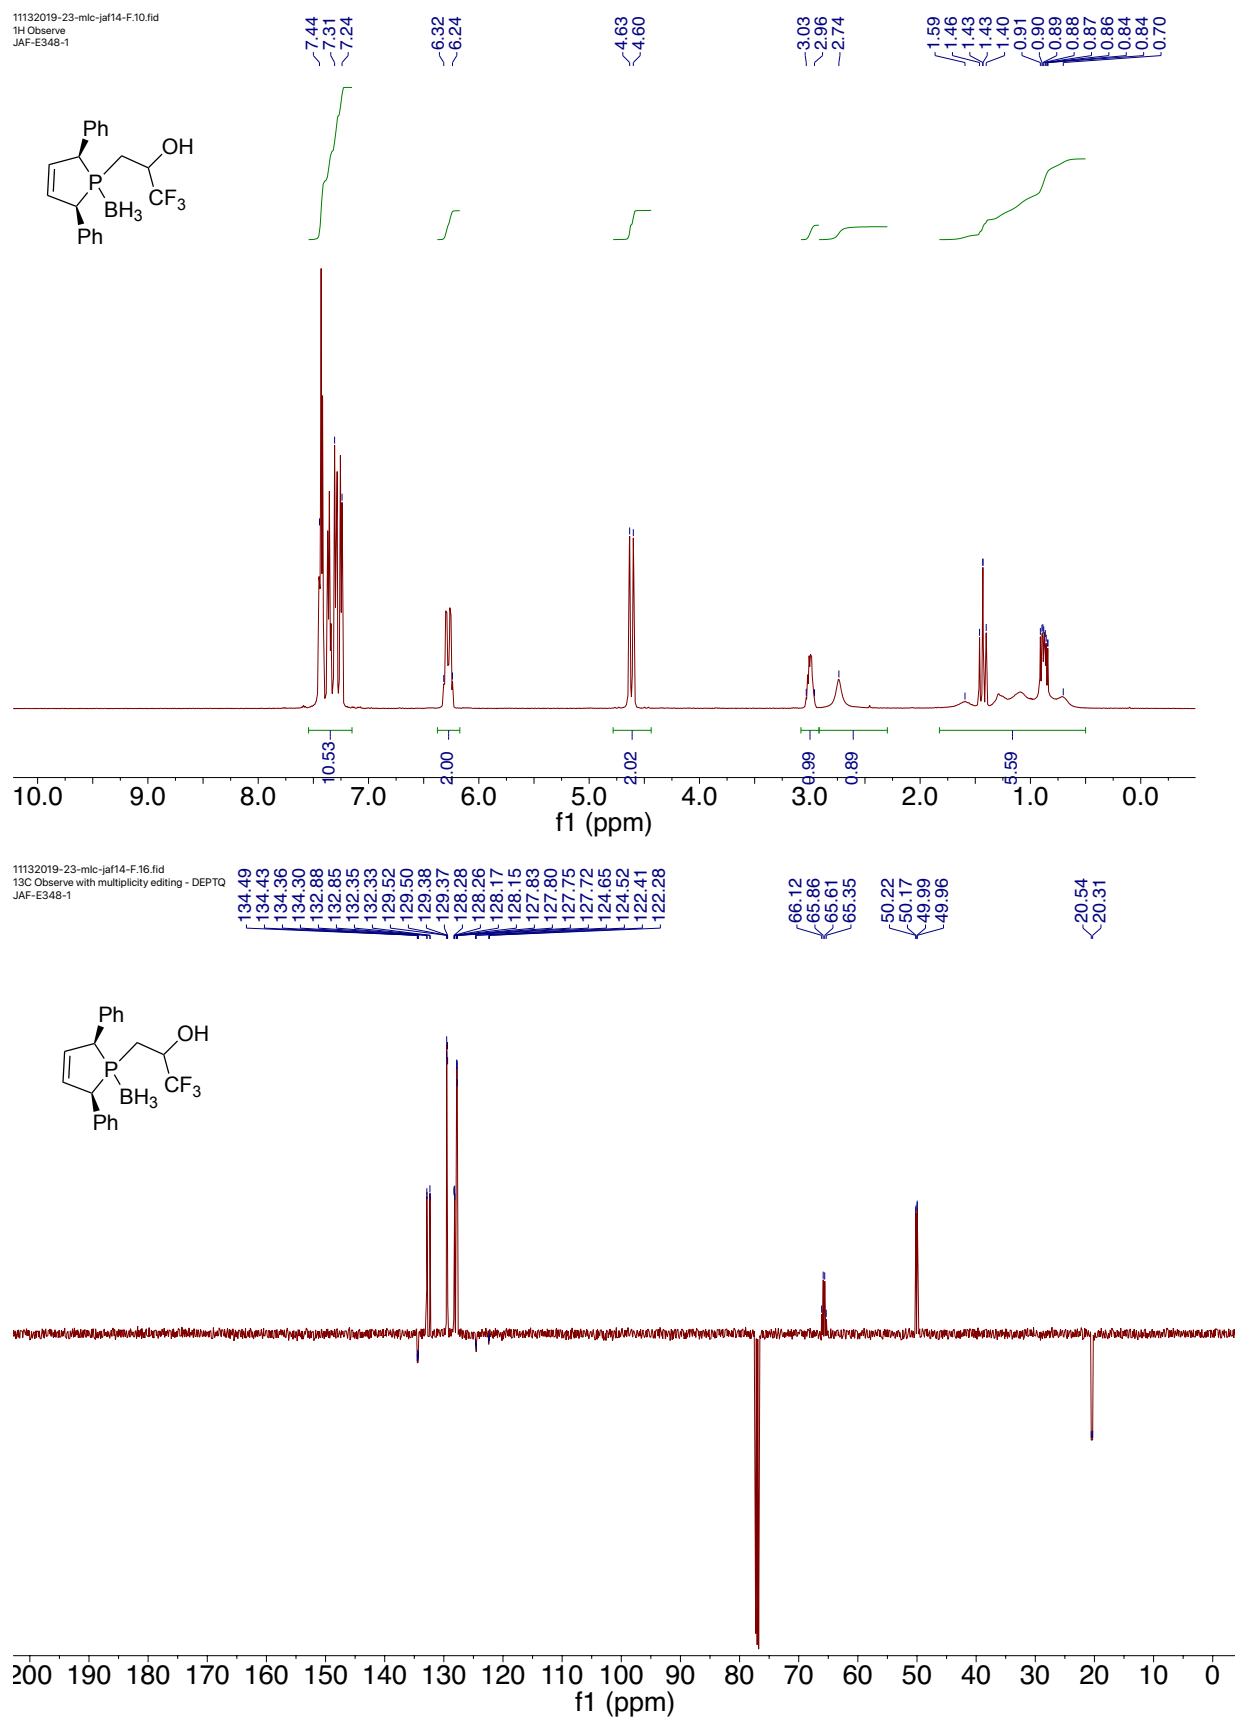 11132019-23-mlc-jaf14-F.10.fid
1H Observe
JAF-E348-1
7.44
7.31
7.24
6.32
6.24
4.63
4.60
3.03
2.96
2.74
1.59
1.46
1.43
1.43
1.40
0.91
0.90
0.89
0.88
0.87
0.86
0.84
0.84
0.70
Ph
OH
P
BH3
CF3
Ph
10.53
2.00
2.02
0.99
0.89
5.59
10.0 9.0 8.0 7.0 6.0 5.0 4.0 3.0 2.0 1.0 0.0
f1 (ppm)
11132019-23-mlc-jaf14-F.16.fid
13C Observe with multiplicity editing - DEPTQ
JAF-E348-1
134.49
134.43
134.36
134.30
132.88
132.85
132.35
132.33
129.52
129.50
129.38
129.37
128.28
128.26
128.17
128.15
127.83
127.80
127.75
127.72
124.65
124.52
122.41
122.28
66.12
65.86
65.61
65.35
50.22
50.17
49.99
49.96
20.54
20.31
Ph
OH
P
BH3
CF3
Ph
200 190 180 170 160 150 140 130 120 110 100 90 80 70 60 50 40 30 20 10 0
f1 (ppm)